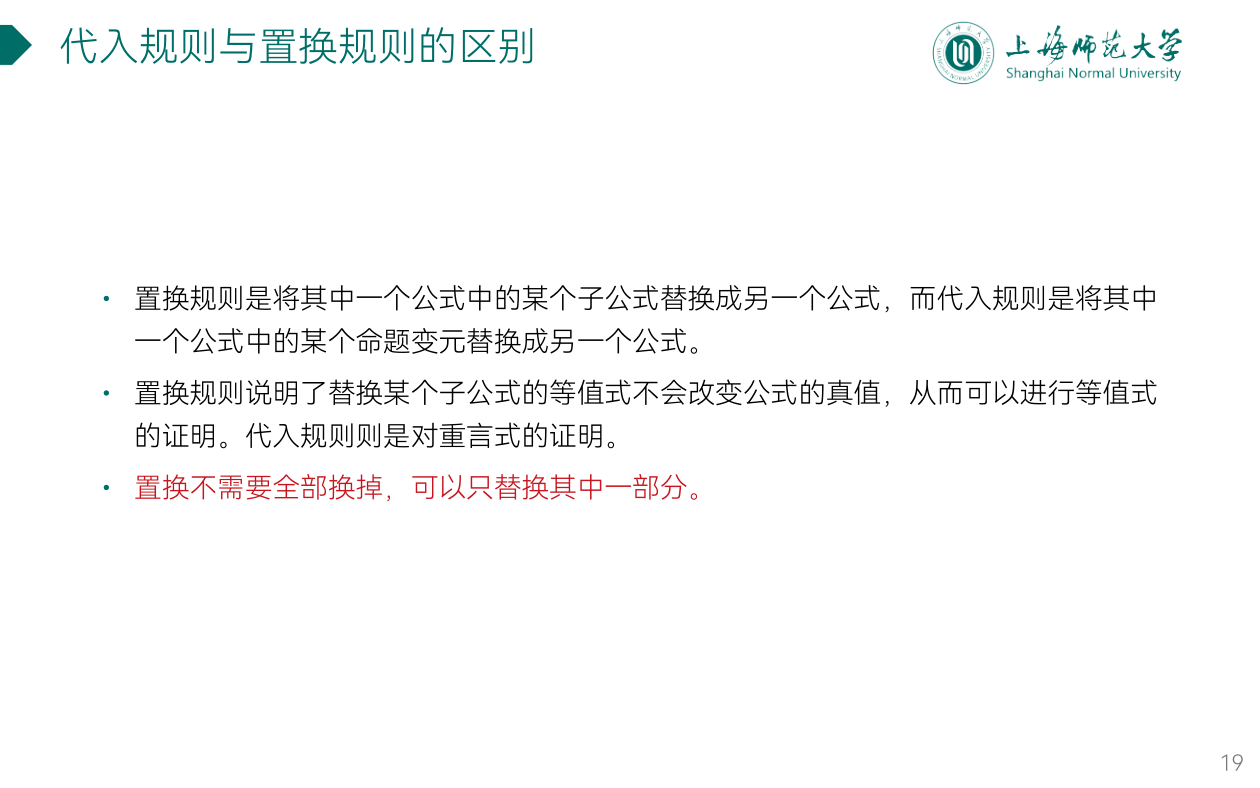 代入规则与置换规则的区别
上海师范大学
Shanghai Normal University
• 置换规则是将其中一个公式中的某个子公式替换成另一个公式，而代入规则是将其中
一个公式中的某个命题变元替换成另一个公式。
• 置换规则说明了替换某个子公式的等值式不会改变公式的真值，从而可以进行等值式
的证明。代入规则则是对重言式的证明。
• 置换不需要全部换掉，可以只替换其中一部分。
19